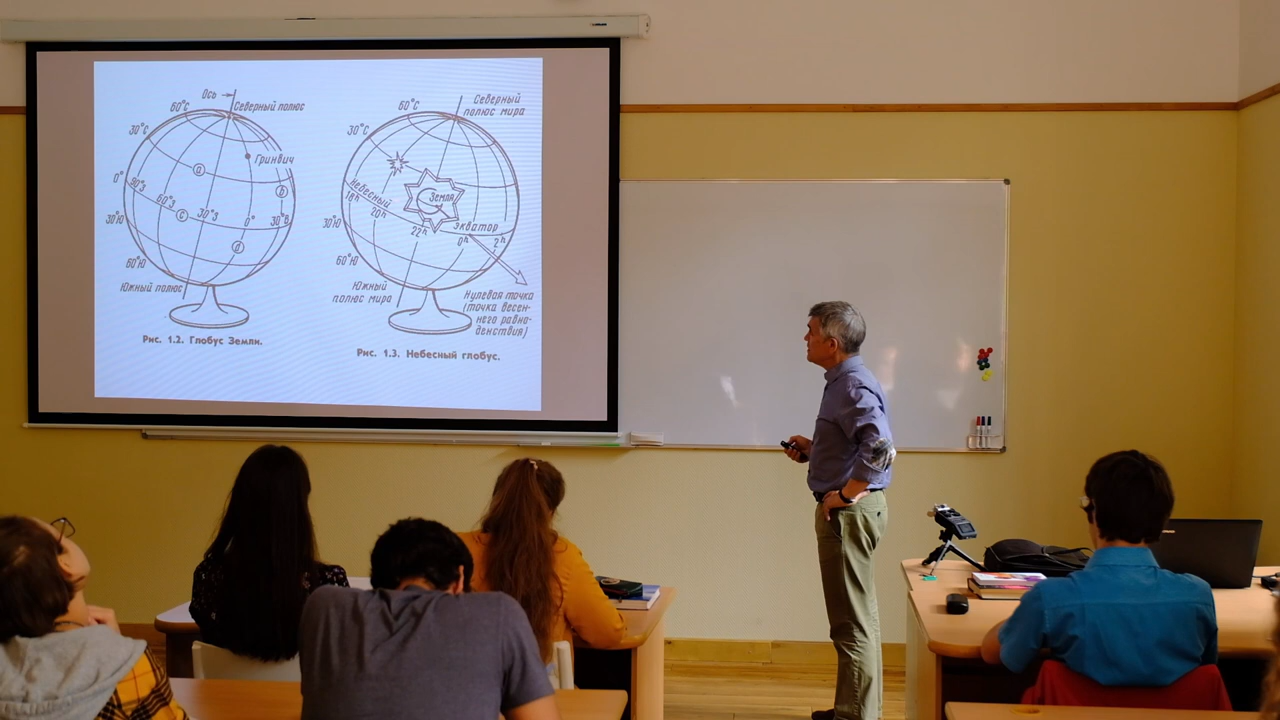 Ось
60°С
Северный полюс
30°С
Гринвич
а
0°
90°З
в
60°З
с
30°З
0°
30°В
30°Ю
d
60°Ю
Южный полюс
Рис. 1.2. Глобус Земли.
60°С
Северный
полюс мира
30°С
Земля
небесный
18h
20h
экватор
22h
0h
2h
30°Ю
60°Ю
Южный
полюс мира
Нулевая точка
(точка весен-
него равно-
денствия)
Рис. 1.3. Небесный глобус.